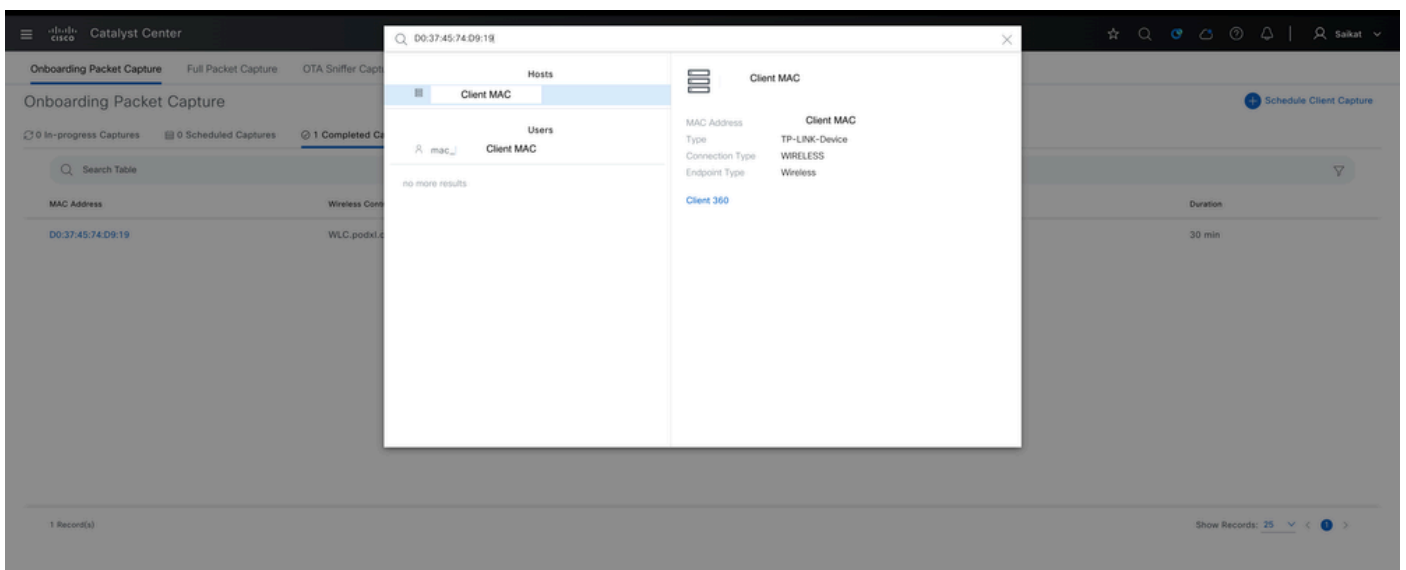 cisco Catalyst Center
D0:37:45:74:D9:19
Saikat
Onboarding Packet Capture Full Packet Capture OTA Sniffer Capt
Onboarding Packet Capture
Schedule Client Capture
0 In-progress Captures 0 Scheduled Captures 1 Completed Ca
Search Table
MAC Address Wireless Cont Duration
D0:37:45:74:D9:19 WLC.podxl.c 30 min
Hosts
Client MAC
Users
mac_ Client MAC
no more results
Client MAC
MAC Address Client MAC
Type TP-LINK-Device
Connection Type WIRELESS
Endpoint Type Wireless
Client 360
1 Record(s)
Show Records: 25 1